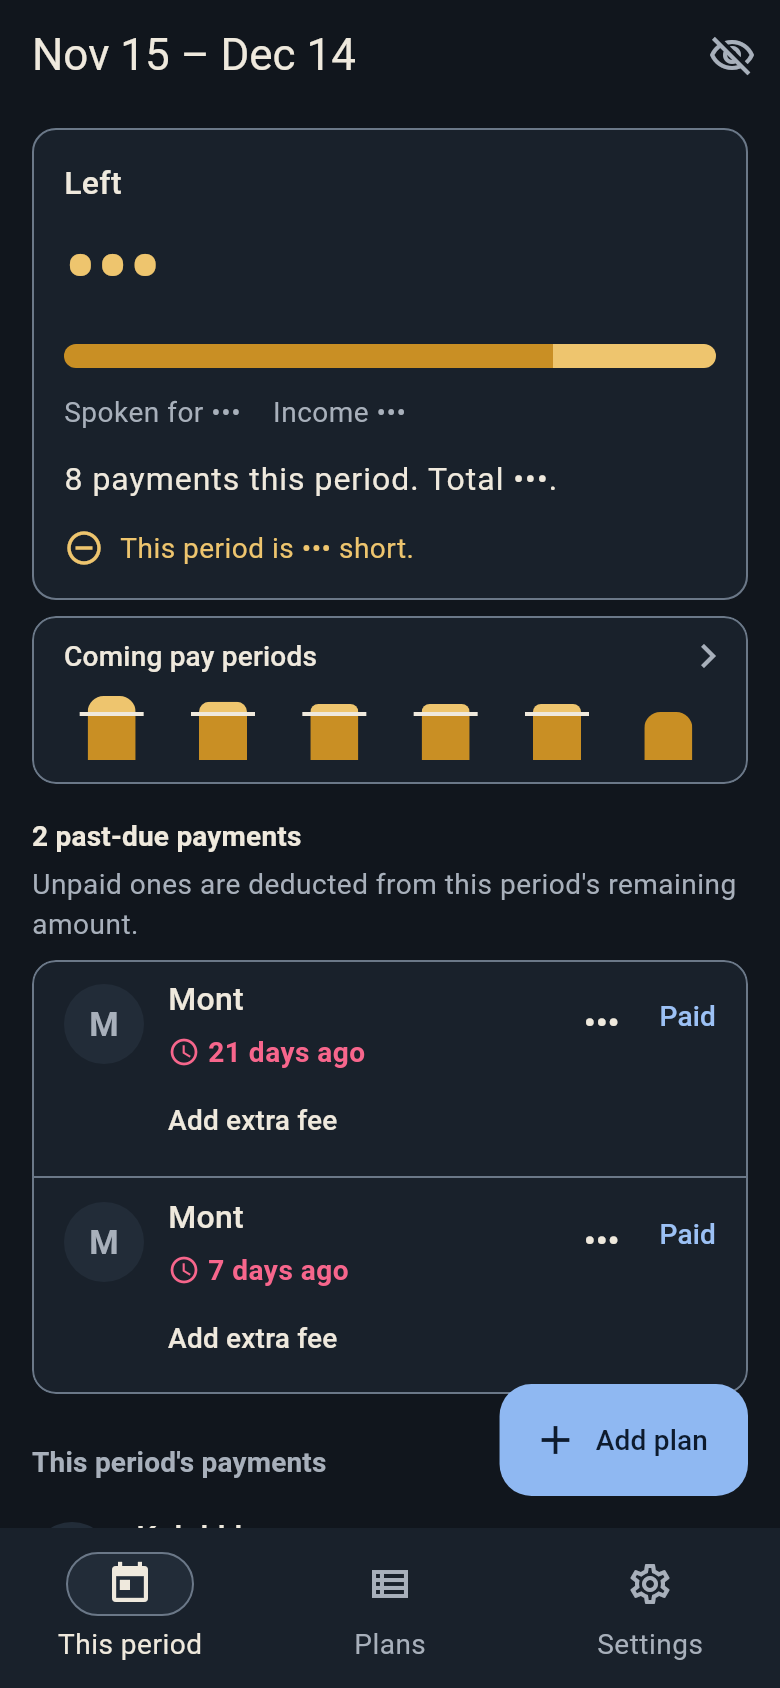 Nov 15 – Dec 14
Left
•••
Spoken for ••• Income •••
8 payments this period. Total •••.
This period is ••• short.
Coming pay periods
2 past-due payments
Unpaid ones are deducted from this period's remaining
amount.
M
Mont
21 days ago
••• Paid
Add extra fee
M
Mont
7 days ago
••• Paid
Add extra fee
Add plan
This period's payments
This period
Plans
Settings